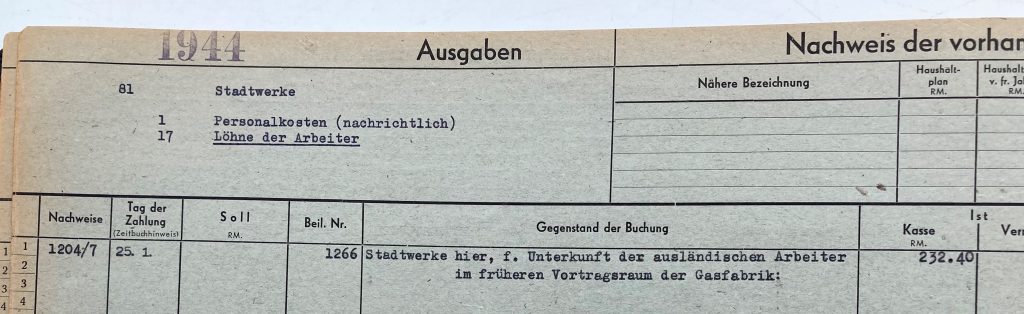 1944 Ausgaben Nachweis der
81 Stadtwerke
1 Personalkosten (nachrichtlich)
17 Löhne der Arbeiter
Nähere Bezeichnung
Haushalt-
plan
RM.
Haushalt
v. fr.
RM.
Nachweise
Tag der
Zahlung
(Zeitbuchhinweis)
Soll
RM.
Beil. Nr.
Gegenstand der Buchung
Ist
Kasse
RM.
1 1 1204/7 25. 1. 1266 Stadtwerke hier, f. Unterkunft der ausländischen Arbeiter 232.40
2 2 im früheren Vortragsraum der Gasfabrik:
3 3
4 4